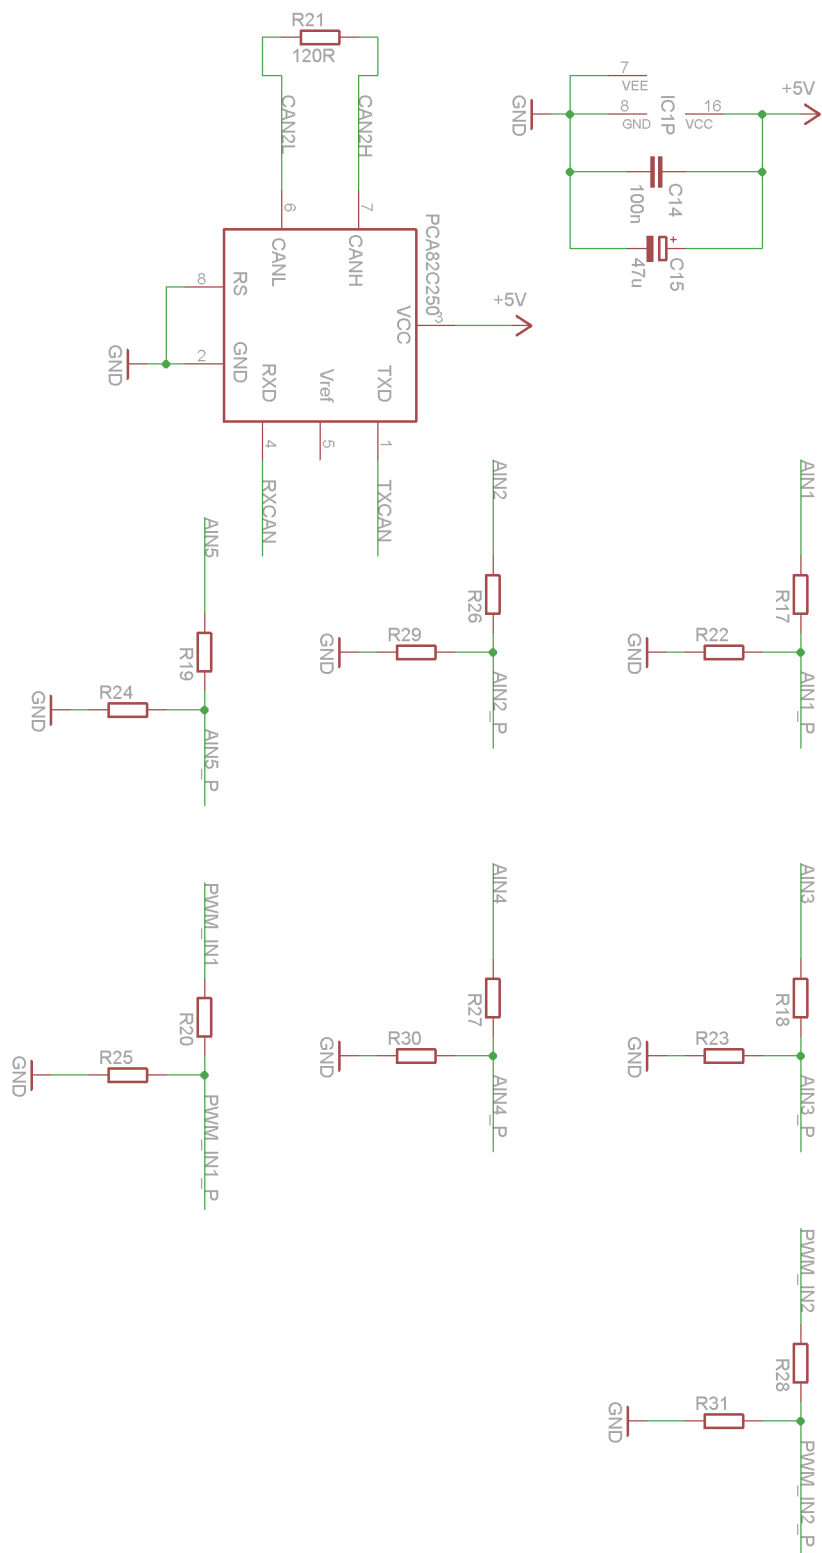 R21
120R
CAN2L
CAN2H
6
7
CANL
CANH
PCA82C250
8
RS
VCC
3
+5V
2
GND
GND
RXD
Vref
TXD
4
5
1
RXCAN
TXCAN
7
VEE
+5V
IC1P
8
GND
16
VCC
GND
C14
100n
+
C15
47u
AIN1
R17
R22
GND
AIN1_P
AIN2
R26
R29
GND
AIN2_P
AIN5
R19
R24
GND
AIN5_P
AIN3
R18
R23
GND
AIN3_P
AIN4
R27
R30
GND
AIN4_P
PWM_IN1
R20
R25
GND
PWM_IN1_P
PWM_IN2
R28
R31
GND
PWM_IN2_P